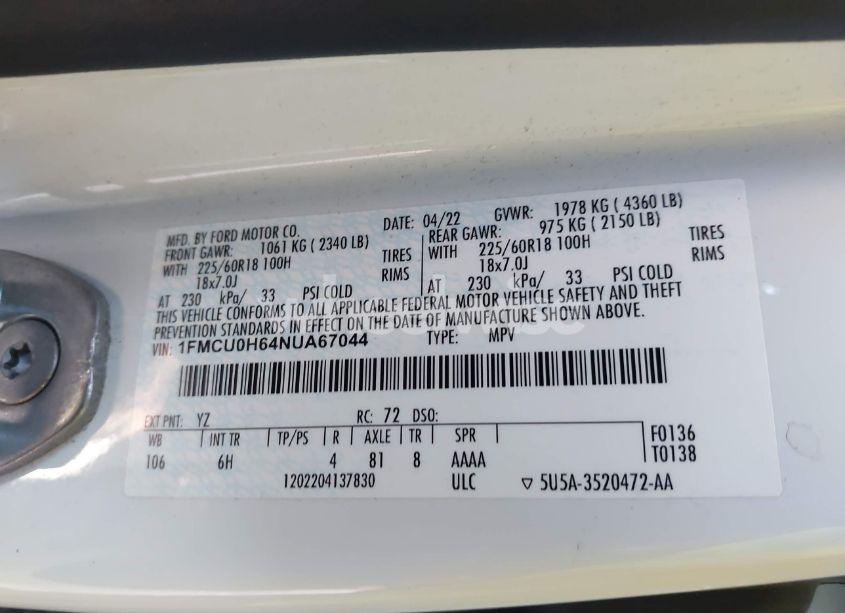 MFD. BY FORD MOTOR CO. DATE: 04/22 GVWR: 1978 KG ( 4360 LB)
FRONT GAWR: 1061 KG ( 2340 LB) REAR GAWR: 975 KG ( 2150 LB)
WITH 225/60R18 100H TIRES WITH 225/60R18 100H TIRES
18x7.0J RIMS 18x7.0J RIMS
AT 230 kPa/ 33 PSI COLD AT 230 kPa/ 33 PSI COLD
THIS VEHICLE CONFORMS TO ALL APPLICABLE FEDERAL MOTOR VEHICLE SAFETY AND THEFT
PREVENTION STANDARDS IN EFFECT ON THE DATE OF MANUFACTURE SHOWN ABOVE.
VIN: 1FMCU0H64NUA67044 TYPE: MPV
EXT PNT: YZ RC: 72 DSO:
WB INT TR TP/PS R AXLE TR SPR F0136
106 6H 4 81 8 AAAA T0138
1202204137830 ULC ▽ 5U5A-3520472-AA